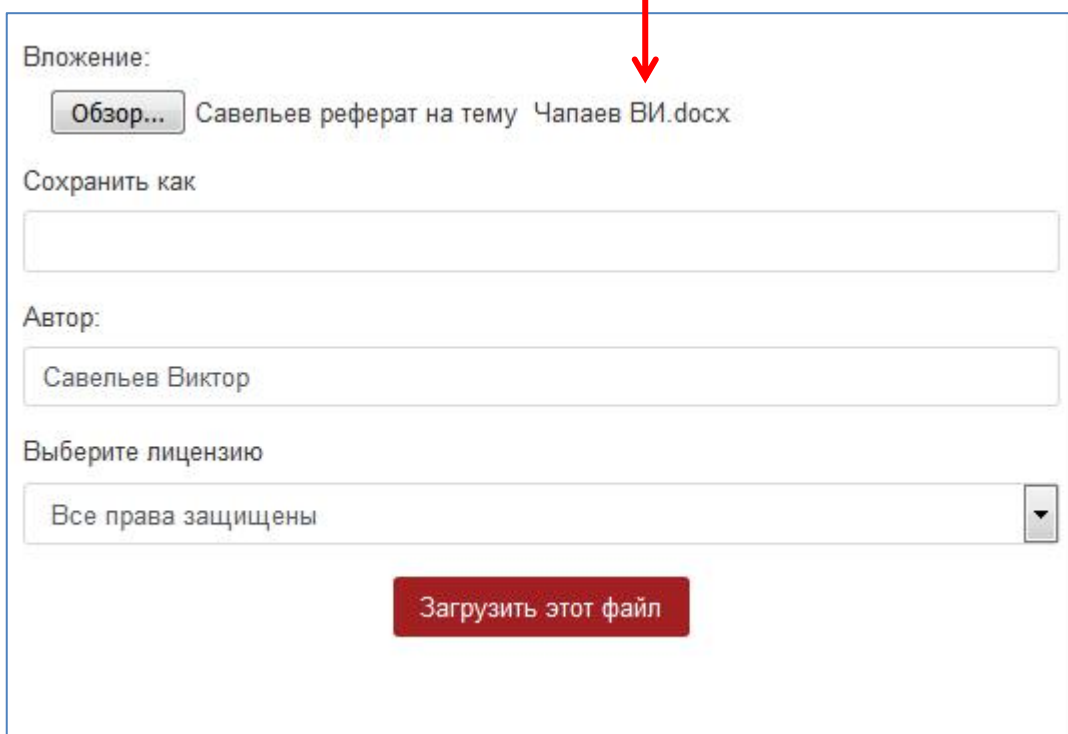 Вложение:
Обзор... Савельев реферат на тему  Чапаев ВИ.docx
Сохранить как
Автор:
Савельев Виктор
Выберите лицензию
Все права защищены
Загрузить этот файл